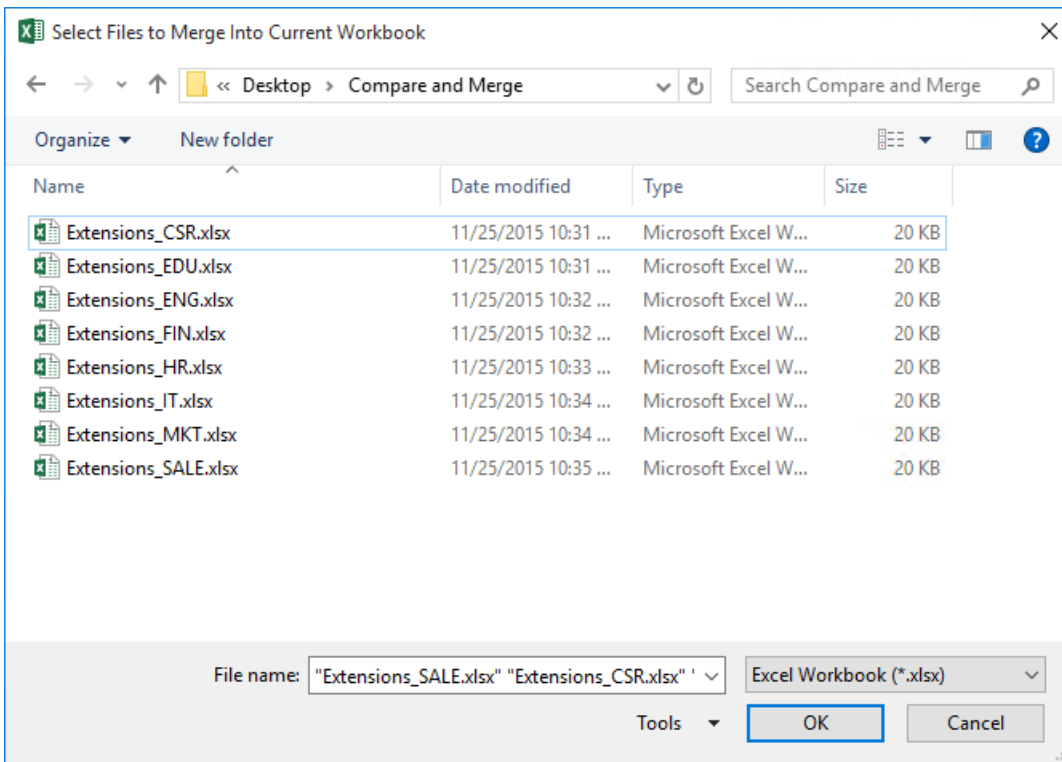 Select Files to Merge Into Current Workbook
« Desktop › Compare and Merge Search Compare and Merge
Organize New folder ?
Name Date modified Type Size
Extensions_CSR.xlsx 11/25/2015 10:31 ... Microsoft Excel W... 20 KB
Extensions_EDU.xlsx 11/25/2015 10:31 ... Microsoft Excel W... 20 KB
Extensions_ENG.xlsx 11/25/2015 10:32 ... Microsoft Excel W... 20 KB
Extensions_FIN.xlsx 11/25/2015 10:32 ... Microsoft Excel W... 20 KB
Extensions_HR.xlsx 11/25/2015 10:33 ... Microsoft Excel W... 20 KB
Extensions_IT.xlsx 11/25/2015 10:34 ... Microsoft Excel W... 20 KB
Extensions_MKT.xlsx 11/25/2015 10:34 ... Microsoft Excel W... 20 KB
Extensions_SALE.xlsx 11/25/2015 10:35 ... Microsoft Excel W... 20 KB
File name: "Extensions_SALE.xlsx" "Extensions_CSR.xlsx" ' Excel Workbook (*.xlsx)
Tools OK Cancel